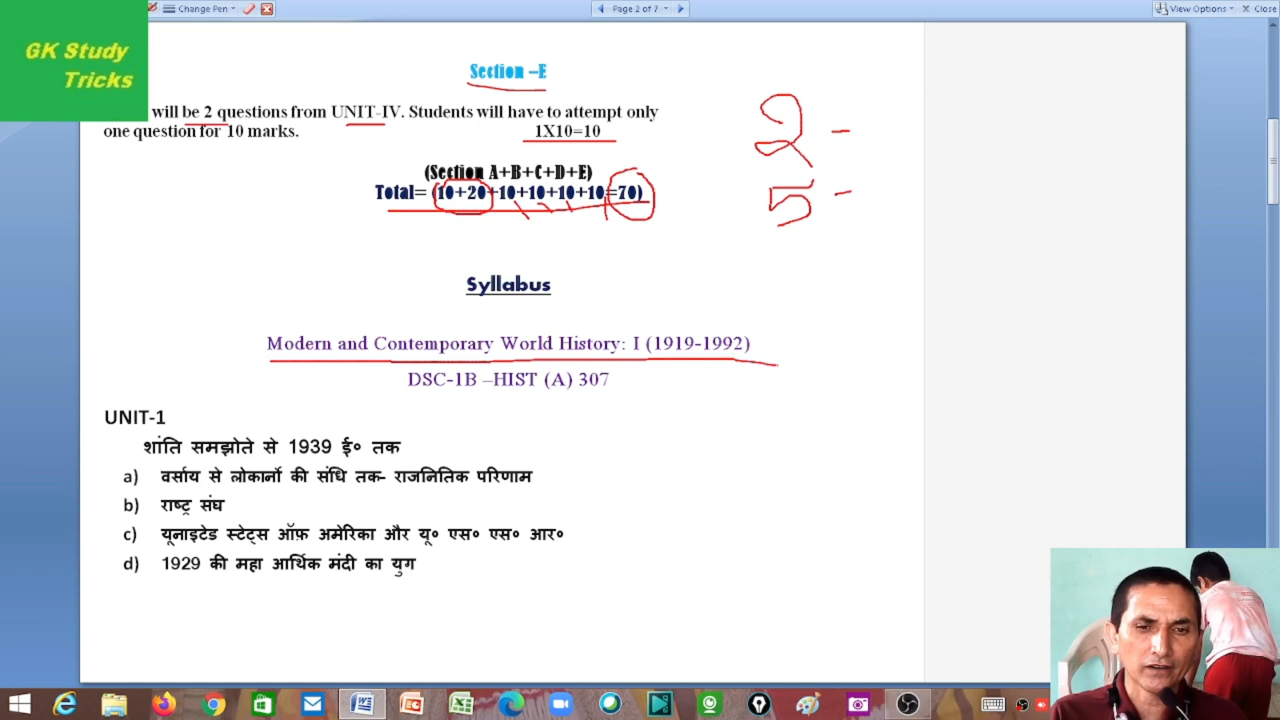 Change Pen
Page 2 of 7
View Options
Close
GK Study
Tricks
Section –E
will be 2 questions from UNIT-IV. Students will have to attempt only
one question for 10 marks. 1X10=10
(Section A+B+C+D+E)
Total= (10+20+10+10+10+10=70)
2 -
5 -
Syllabus
Modern and Contemporary World History: I (1919-1992)
DSC-1B –HIST (A) 307
UNIT-1
शांति समझोते से 1939 ई० तक
a) वर्साय से लोकार्नो की संधि तक- राजनितिक परिणाम
b) राष्ट्र संघ
c) यूनाइटेड स्टेट्स ऑफ़ अमेरिका और यू० एस० एस० आर०
d) 1929 की महा आर्थिक मंदी का युग